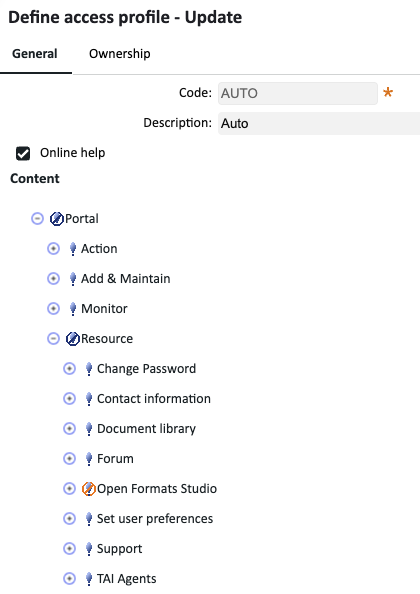 Define access profile - Update
General Ownership
Code: AUTO *
Description: Auto
Online help
Content
Portal
Action
Add & Maintain
Monitor
Resource
Change Password
Contact information
Document library
Forum
Open Formats Studio
Set user preferences
Support
TAI Agents